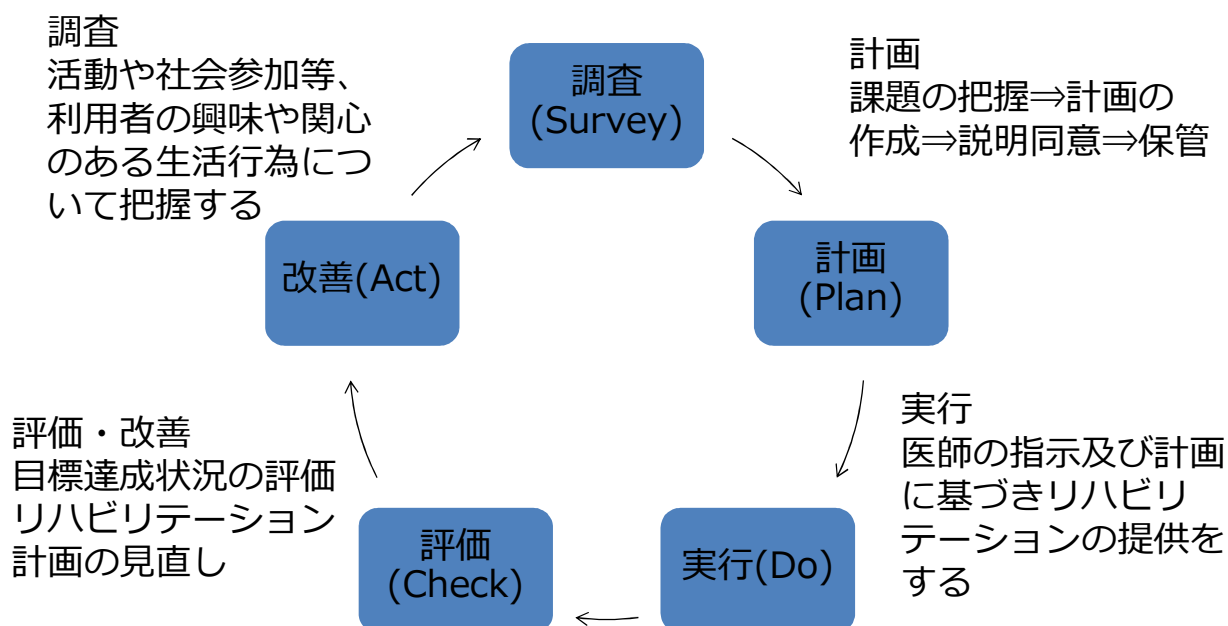 調査
活動や社会参加等、
利用者の興味や関心
のある生活行為につ
いて把握する
調査
(Survey)
計画
課題の把握⇒計画の
作成⇒説明同意⇒保管
改善(Act)
計画
(Plan)
評価・改善
目標達成状況の評価
リハビリテーション
計画の見直し
実行
医師の指示及び計画
に基づきリハビリ
テーションの提供を
する
評価
(Check)
実行(Do)